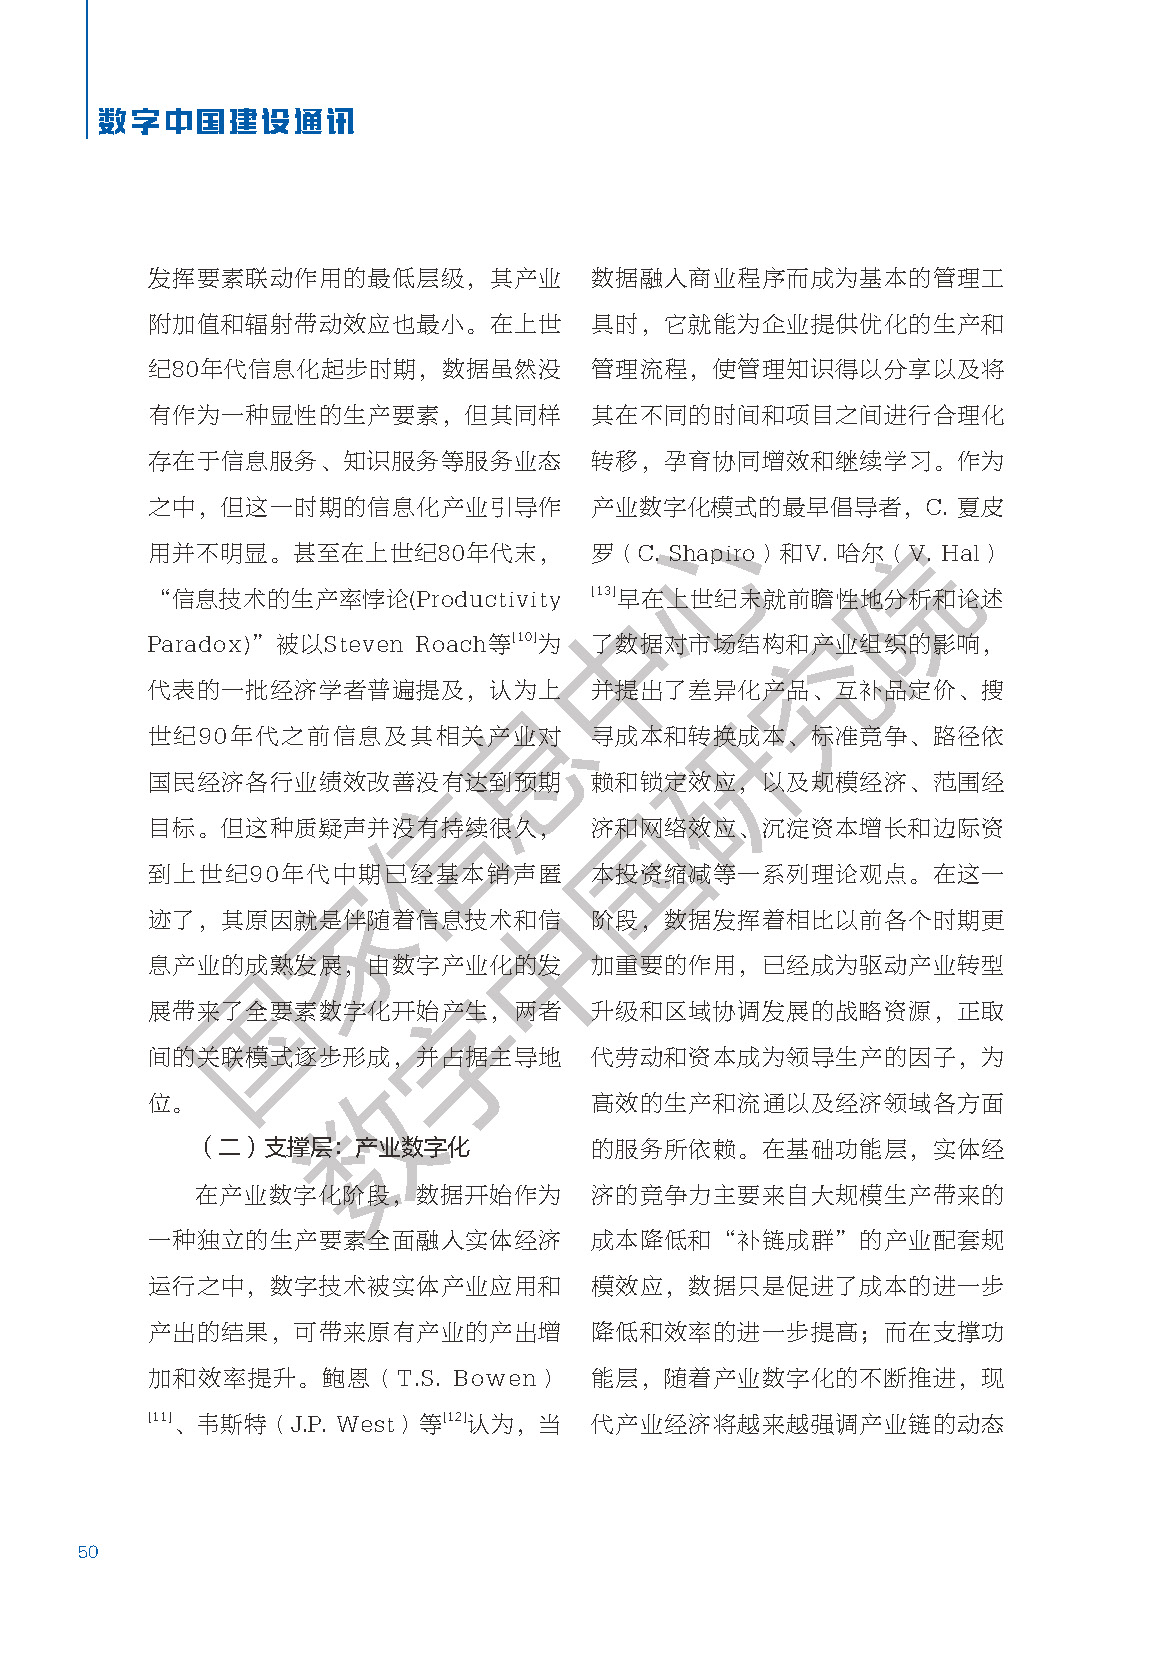 数字中国建设通讯
发挥要素联动作用的最低层级，其产业
附加值和辐射带动效应也最小。在上世
纪80年代信息化起步时期，数据虽然没
有作为一种显性的生产要素，但其同样
存在于信息服务、知识服务等服务业态
之中，但这一时期的信息化产业引导作
用并不明显。甚至在上世纪80年代末，
“信息技术的生产率悖论(Productivity
Paradox)”被以Steven Roach等[10]为
代表的一批经济学者普遍提及，认为上
世纪90年代之前信息及其相关产业对
国民经济各行业绩效改善没有达到预期
目标。但这种质疑声并没有持续很久，
到上世纪90年代中期已经基本销声匿
迹了，其原因就是伴随着信息技术和信
息产业的成熟发展，由数字产业化的发
展带来了全要素数字化开始产生，两者
间的关联模式逐步形成，并占据主导地
位。
（二）支撑层：产业数字化
在产业数字化阶段，数据开始作为
一种独立的生产要素全面融入实体经济
运行之中，数字技术被实体产业应用和
产出的结果，可带来原有产业的产出增
加和效率提升。鲍恩（T.S. Bowen）
[11]、韦斯特（J.P. West）等[12]认为，当
数据融入商业程序而成为基本的管理工
具时，它就能为企业提供优化的生产和
管理流程，使管理知识得以分享以及将
其在不同的时间和项目之间进行合理化
转移，孕育协同增效和继续学习。作为
产业数字化模式的最早倡导者，C. 夏皮
罗（C. Shapiro）和V. 哈尔（V. Hal）
[13]早在上世纪末就前瞻性地分析和论述
了数据对市场结构和产业组织的影响，
并提出了差异化产品、互补品定价、搜
寻成本和转换成本、标准竞争、路径依
赖和锁定效应，以及规模经济、范围经
济和网络效应、沉淀资本增长和边际资
本投资缩减等一系列理论观点。在这一
阶段，数据发挥着相比以前各个时期更
加重要的作用，已经成为驱动产业转型
升级和区域协调发展的战略资源，正取
代劳动和资本成为领导生产的因子，为
高效的生产和流通以及经济领域各方面
的服务所依赖。在基础功能层，实体经
济的竞争力主要来自大规模生产带来的
成本降低和“补链成群”的产业配套规
模效应，数据只是促进了成本的进一步
降低和效率的进一步提高；而在支撑功
能层，随着产业数字化的不断推进，现
代产业经济将越来越强调产业链的动态
50
国家信息中心
数字中国研究院